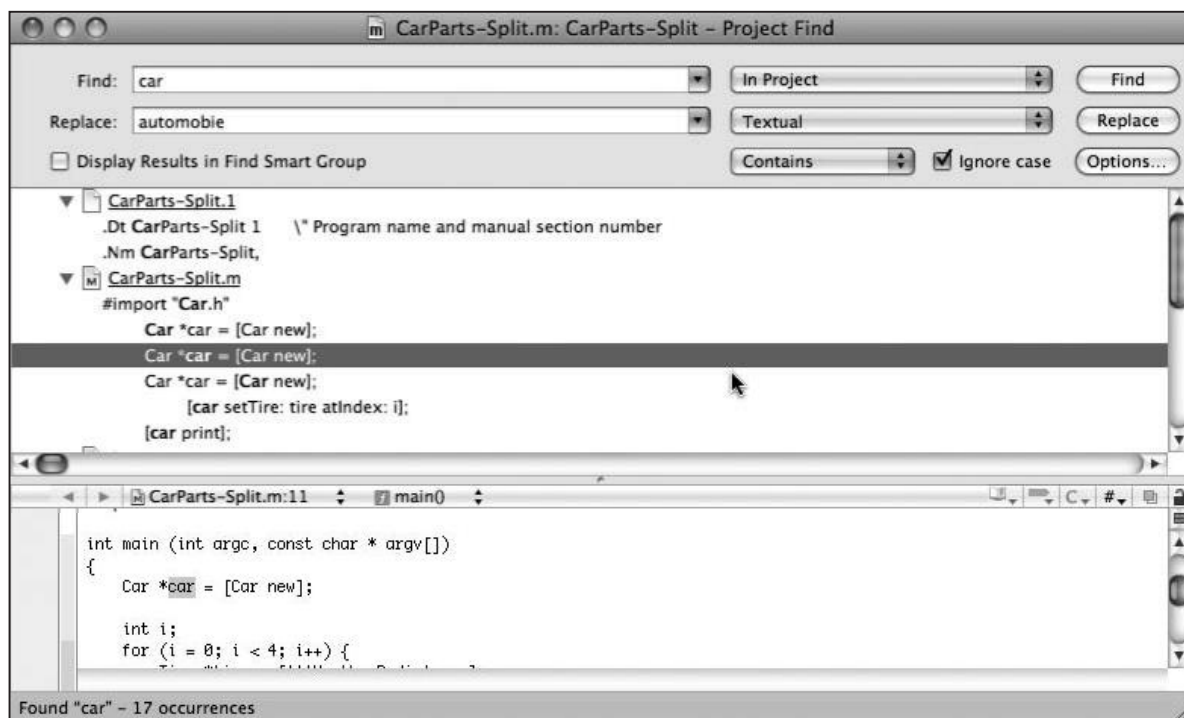 CarParts-Split.m: CarParts-Split – Project Find
Find: car In Project Find
Replace: automobie Textual Replace
Display Results in Find Smart Group Contains Ignore case Options...
CarParts-Split.1
.Dt CarParts-Split 1 \" Program name and manual section number
.Nm CarParts-Split,
CarParts-Split.m
#import "Car.h"
Car *car = [Car new];
Car *car = [Car new];
Car *car = [Car new];
[car setTire: tire atIndex: i];
[car print];
CarParts-Split.m:11 main() C #
int main (int argc, const char * argv[])
{
Car *car = [Car new];
int i;
for (i = 0; i < 4; i++) {
Found "car" – 17 occurrences